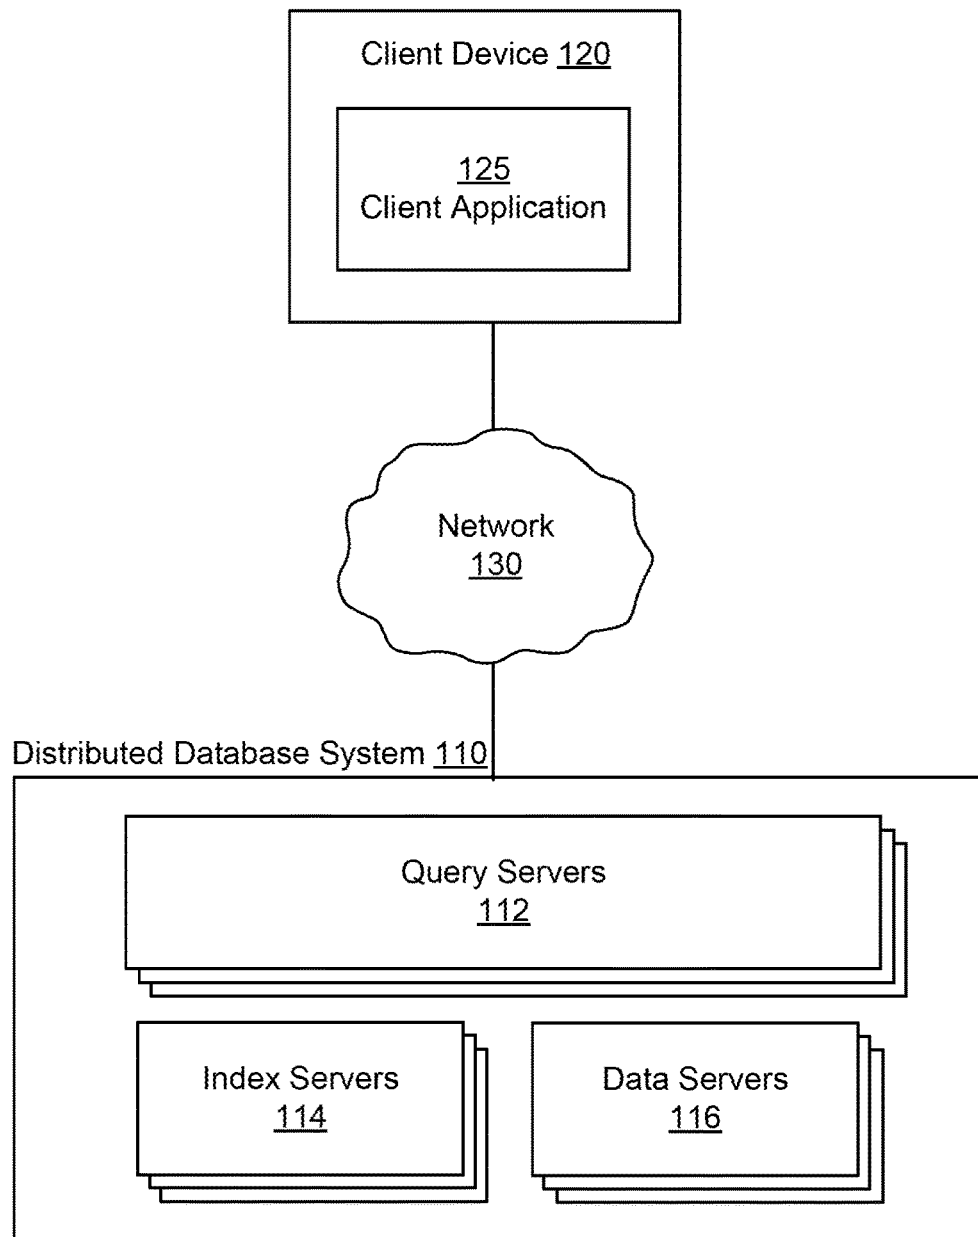 Client Device 120
125
Client Application
Network
130
Distributed Database System 110
Query Servers
112
Index Servers
114
Data Servers
116